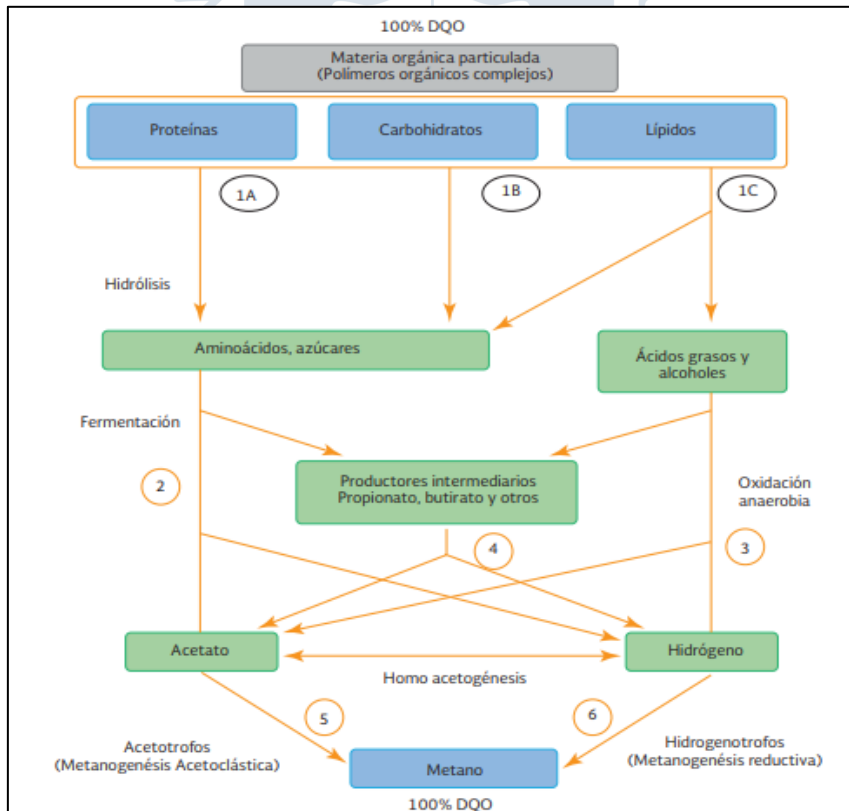 100% DQO
Materia orgánica particulada
(Polímeros orgánicos complejos)
Proteínas
Carbohidratos
Lípidos
1A
1B
1C
Hidrólisis
Aminoácidos, azúcares
Ácidos grasos y
alcoholes
Fermentación
Productores intermediarios
Propionato, butirato y otros
Oxidación
anaerobia
2
4
3
Acetato
Hidrógeno
Homo acetogénesis
5
6
Acetotrofos
(Metanogénesis Acetoclástica)
Hidrogenotrofos
(Metanogénesis reductiva)
Metano
100% DQO